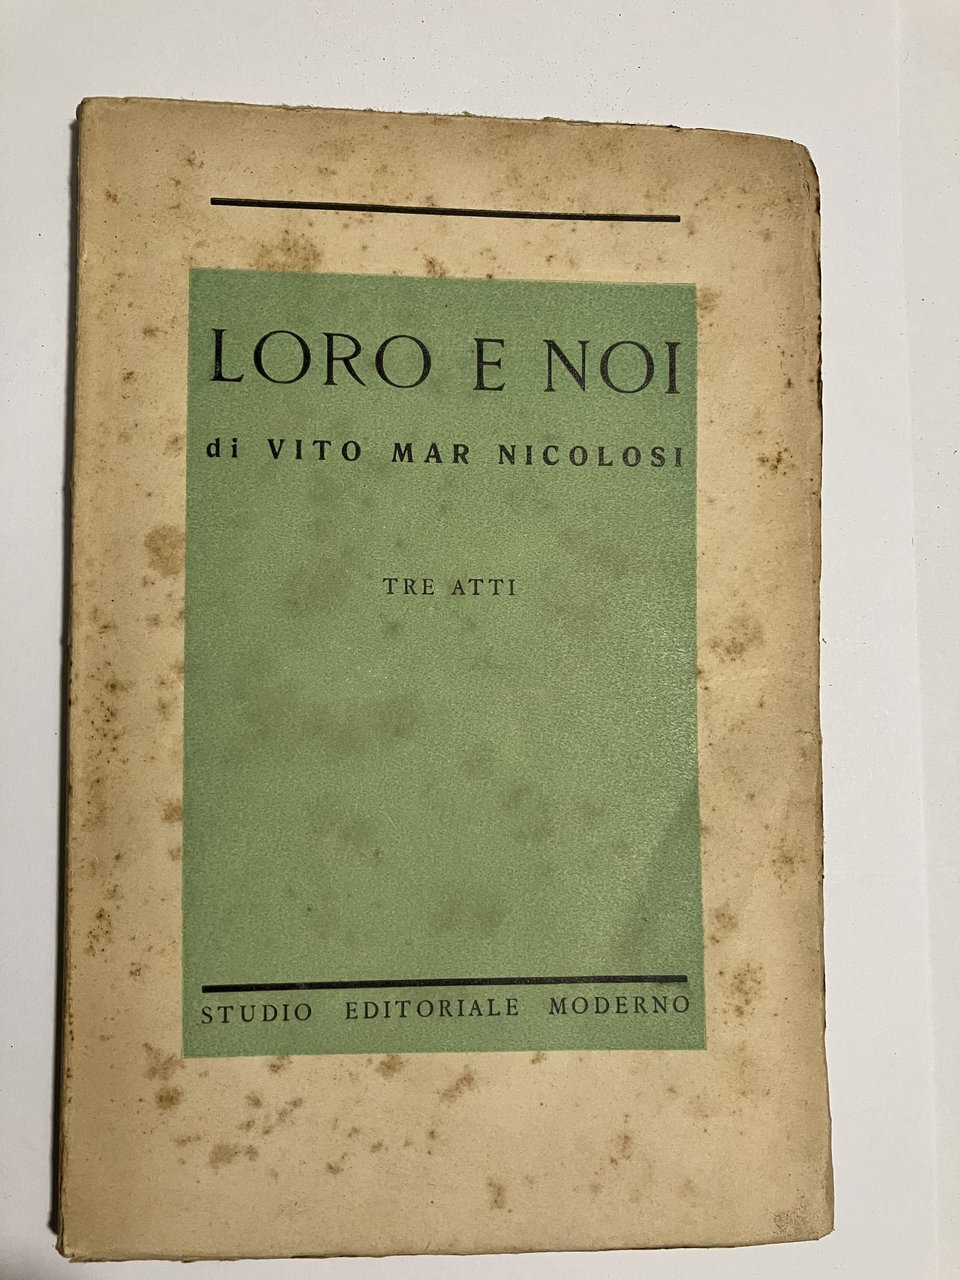 LORO E NOI
di VITO MAR NICOLOSI
TRE ATTI
STUDIO EDITORIALE MODERNO